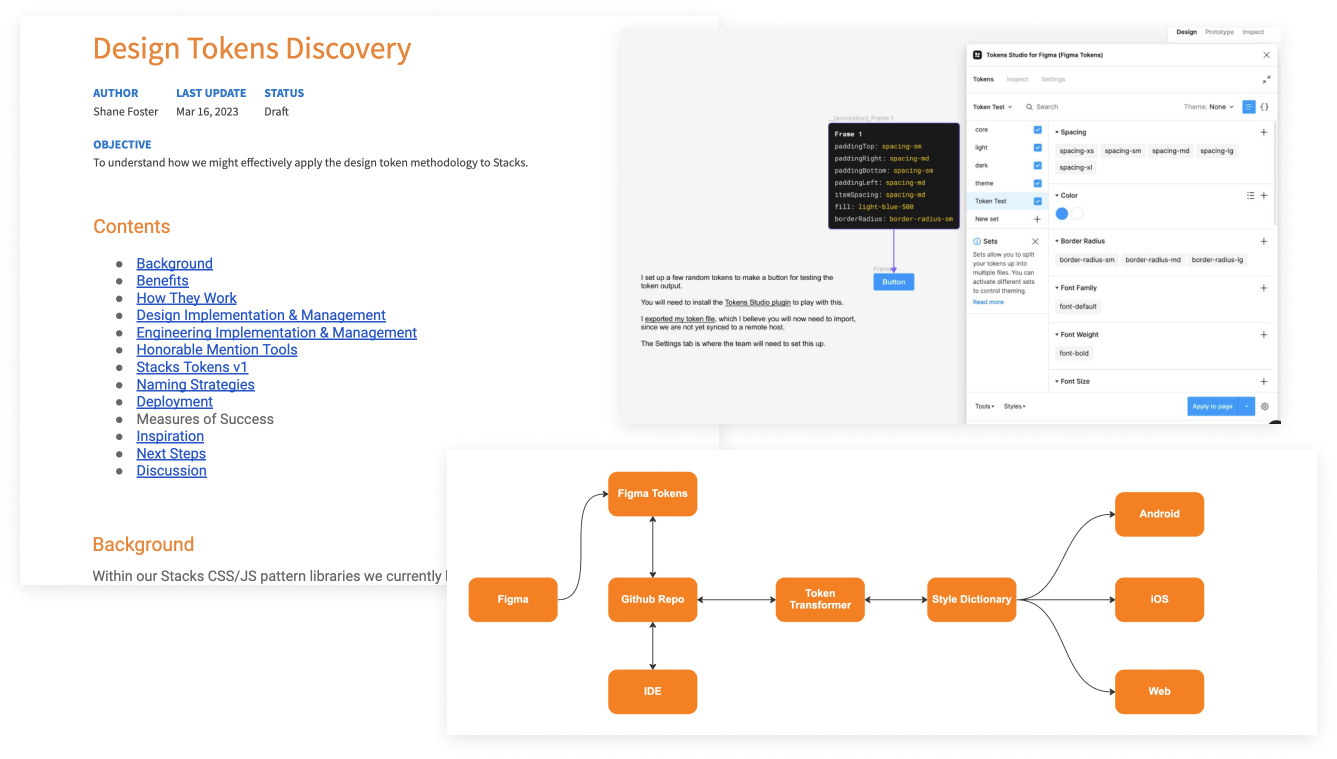 Design Tokens Discovery
AUTHOR LAST UPDATE STATUS
Shane Foster Mar 16, 2023 Draft
OBJECTIVE
To understand how we might effectively apply the design token methodology to Stacks.
Contents
Background
Benefits
How They Work
Design Implementation & Management
Engineering Implementation & Management
Honorable Mention Tools
Stacks Tokens v1
Naming Strategies
Deployment
Measures of Success
Inspiration
Next Steps
Discussion
Background
Within our Stacks CSS/JS pattern libraries we currently
Design Prototype Inspect
Tokens Studio for Figma (Figma Tokens)
Tokens Inspect Settings
Token Test Search Theme: None
core
light
dark
theme
Token Test
New set
Sets
Sets allow you to split
your tokens up into
multiple files. You can
activate different sets
to control theming.
Read more
Spacing
spacing-xs spacing-sm spacing-md spacing-lg
spacing-xl
Color
Border Radius
border-radius-sm border-radius-md border-radius-lg
Font Family
font-default
Font Weight
font-bold
Font Size
Tools Styles Apply to page
__[annotation]_Frame 1
Frame 1
paddingTop: spacing-sm
paddingRight: spacing-md
paddingBottom: spacing-sm
paddingLeft: spacing-md
itemSpacing: spacing-md
fill: light-blue-500
borderRadius: border-radius-sm
Button
I set up a few random tokens to make a button for testing the
token output.
You will need to install the Tokens Studio plugin to play with this.
I exported my token file, which I believe you will now need to import,
since we are not yet synced to a remote host.
The Settings tab is where the team will need to set this up.
Figma Tokens
Figma
Github Repo
IDE
Token
Transformer
Style Dictionary
Android
iOS
Web